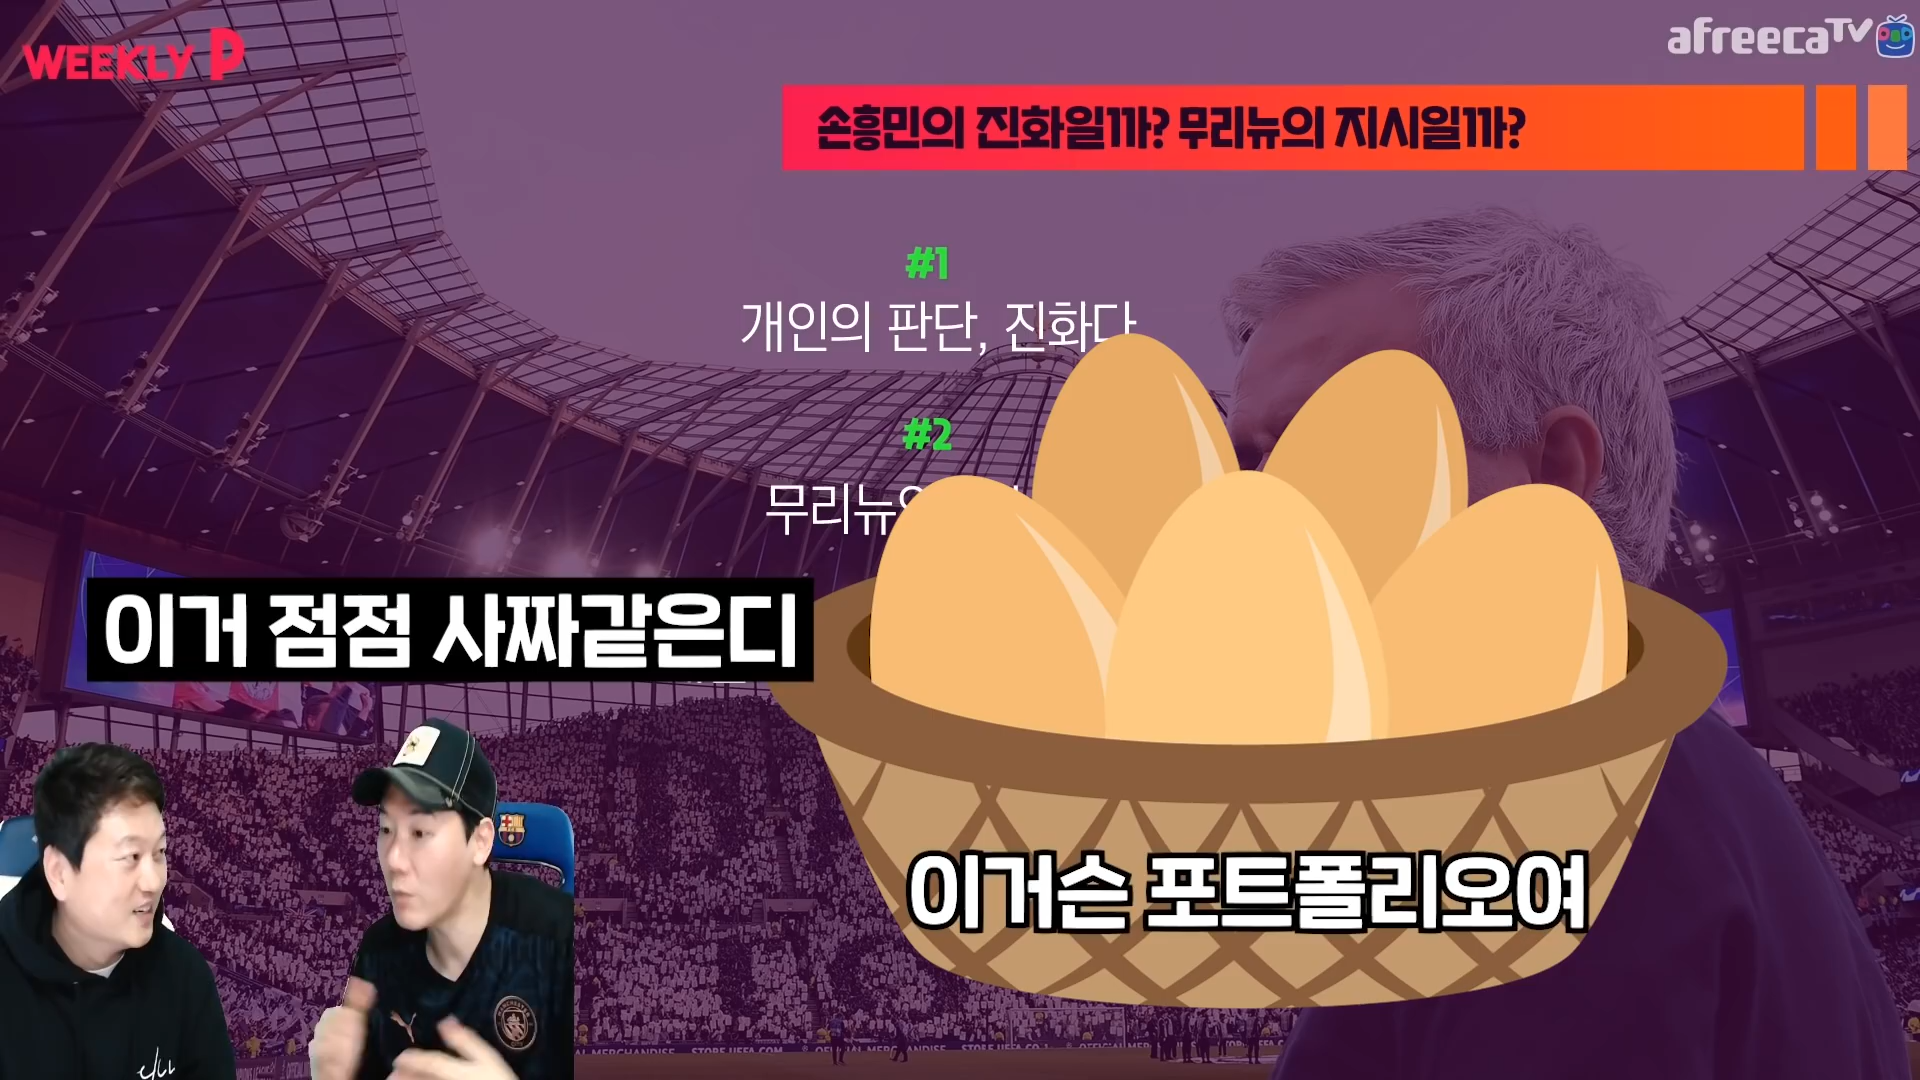 WEEKLY P
afreecaTV
손흥민의 진화일까? 무리뉴의 지시일까?
#1
개인의 판단, 진화다
#2
무리뉴의
이거 점점 사짜같은디
이거슨 포트폴리오여